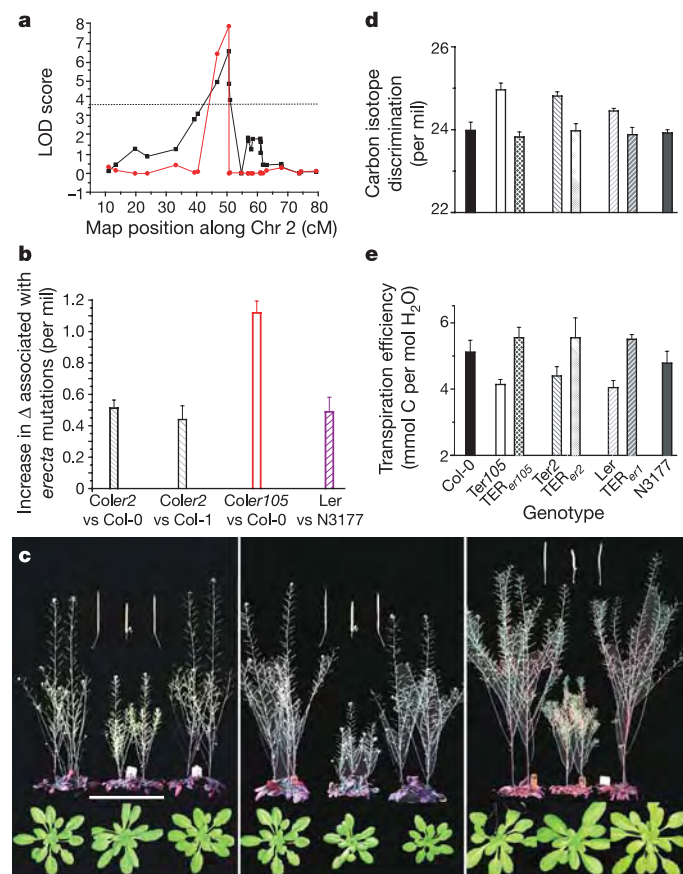 a
LOD score
8
7
6
5
4
3
2
1
0
−1
10 20 30 40 50 60 70 80
Map position along Chr 2 (cM)
b
Increase in Δ associated with
erecta mutations (per mil)
1.2
1.0
0.8
0.6
0.4
0.2
0
Coler2 Coler2 Coler105 Ler
vs Col-0 vs Col-1 vs Col-0 vs N3177
d
Carbon isotope
discrimination
(per mil)
26
24
22
e
Transpiration efficiency
(mmol C per mol H2O)
6
4
2
Col-0
Ter105
TERer105
Ter2
TERer2
Ler
TERer1
N3177
Genotype
c